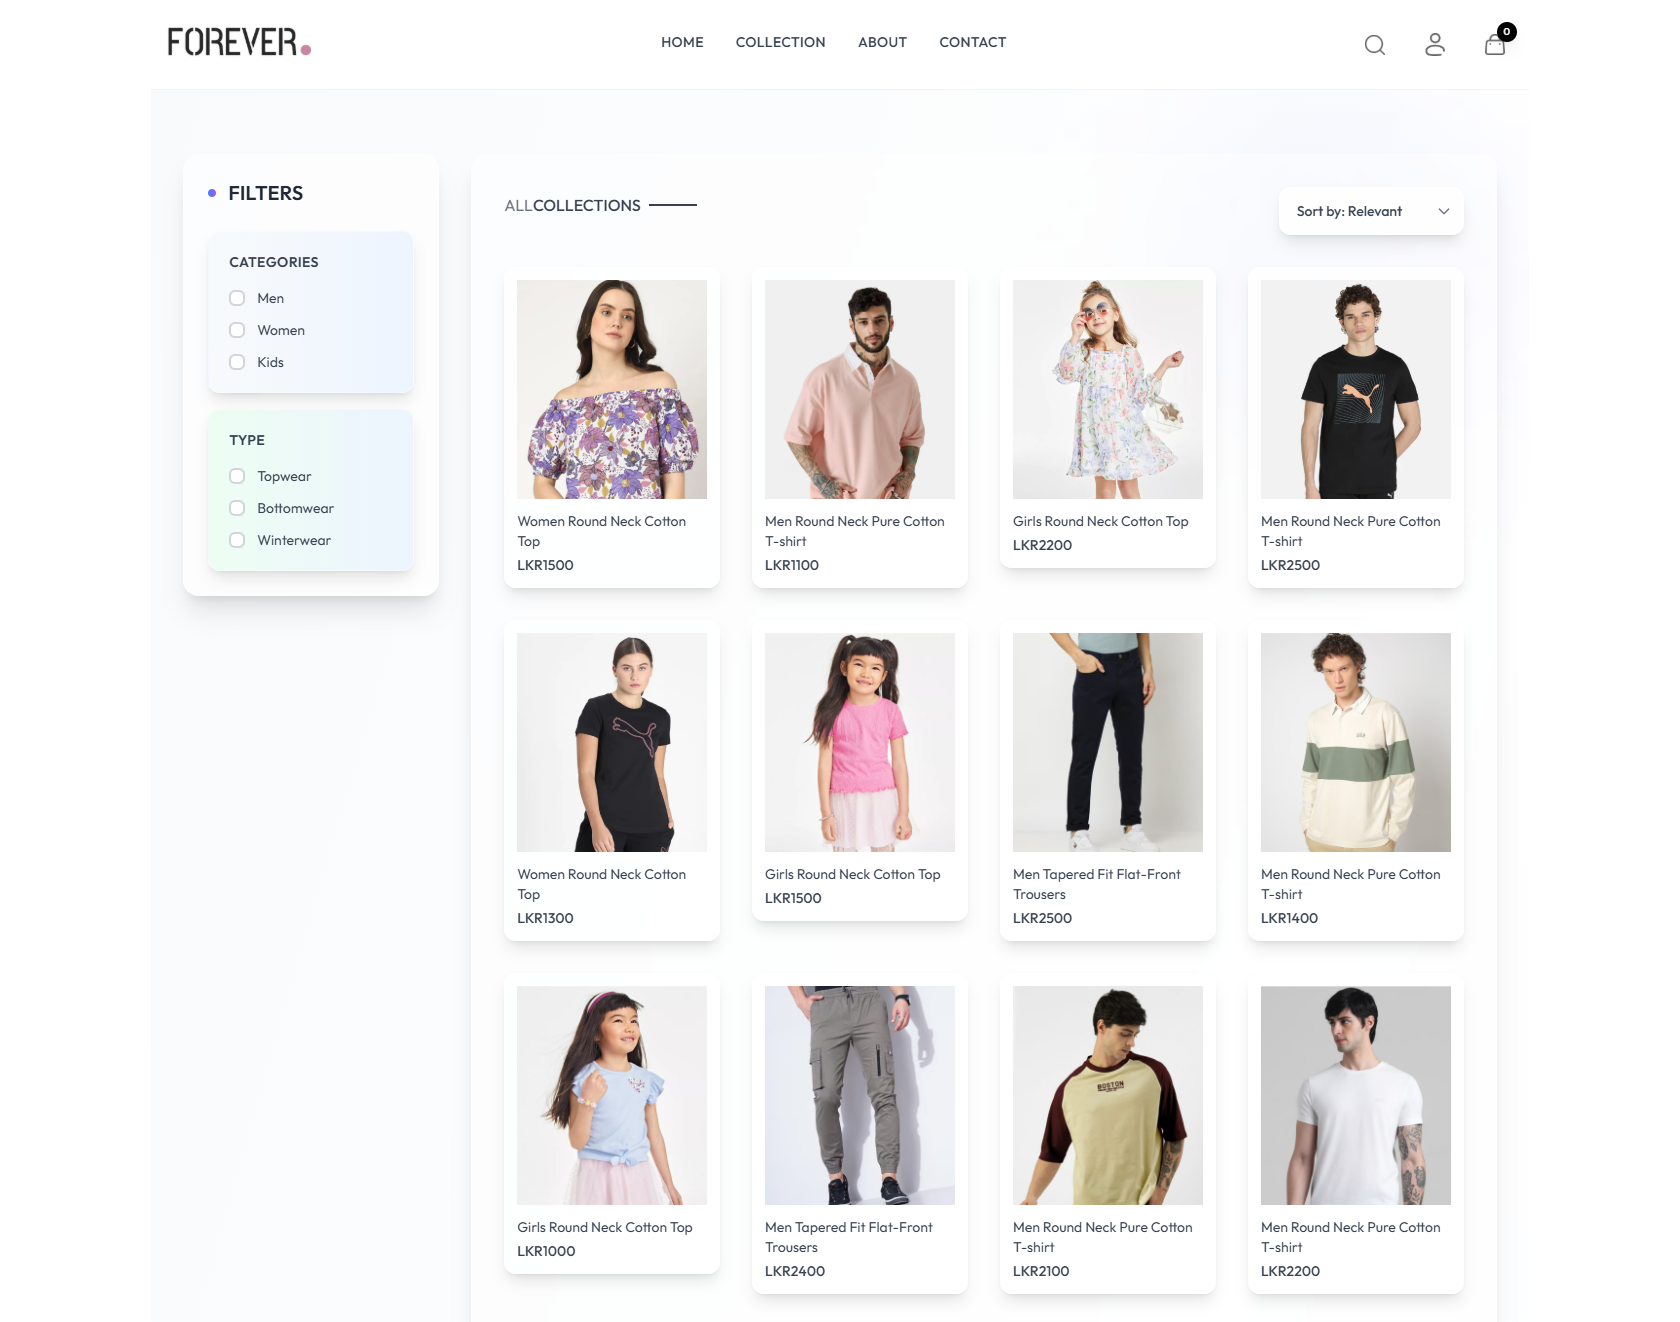 FOREVER.
HOME COLLECTION ABOUT CONTACT
0
FILTERS
CATEGORIES
Men
Women
Kids
TYPE
Topwear
Bottomwear
Winterwear
ALL COLLECTIONS
Sort by: Relevant
Women Round Neck Cotton
Top
LKR1500
Men Round Neck Pure Cotton
T-shirt
LKR1100
Girls Round Neck Cotton Top
LKR2200
Men Round Neck Pure Cotton
T-shirt
LKR2500
Women Round Neck Cotton
Top
LKR1300
Girls Round Neck Cotton Top
LKR1500
Men Tapered Fit Flat-Front
Trousers
LKR2500
Men Round Neck Pure Cotton
T-shirt
LKR1400
Girls Round Neck Cotton Top
LKR1000
Men Tapered Fit Flat-Front
Trousers
LKR2400
BOSTON
Men Round Neck Pure Cotton
T-shirt
LKR2100
Men Round Neck Pure Cotton
T-shirt
LKR2200